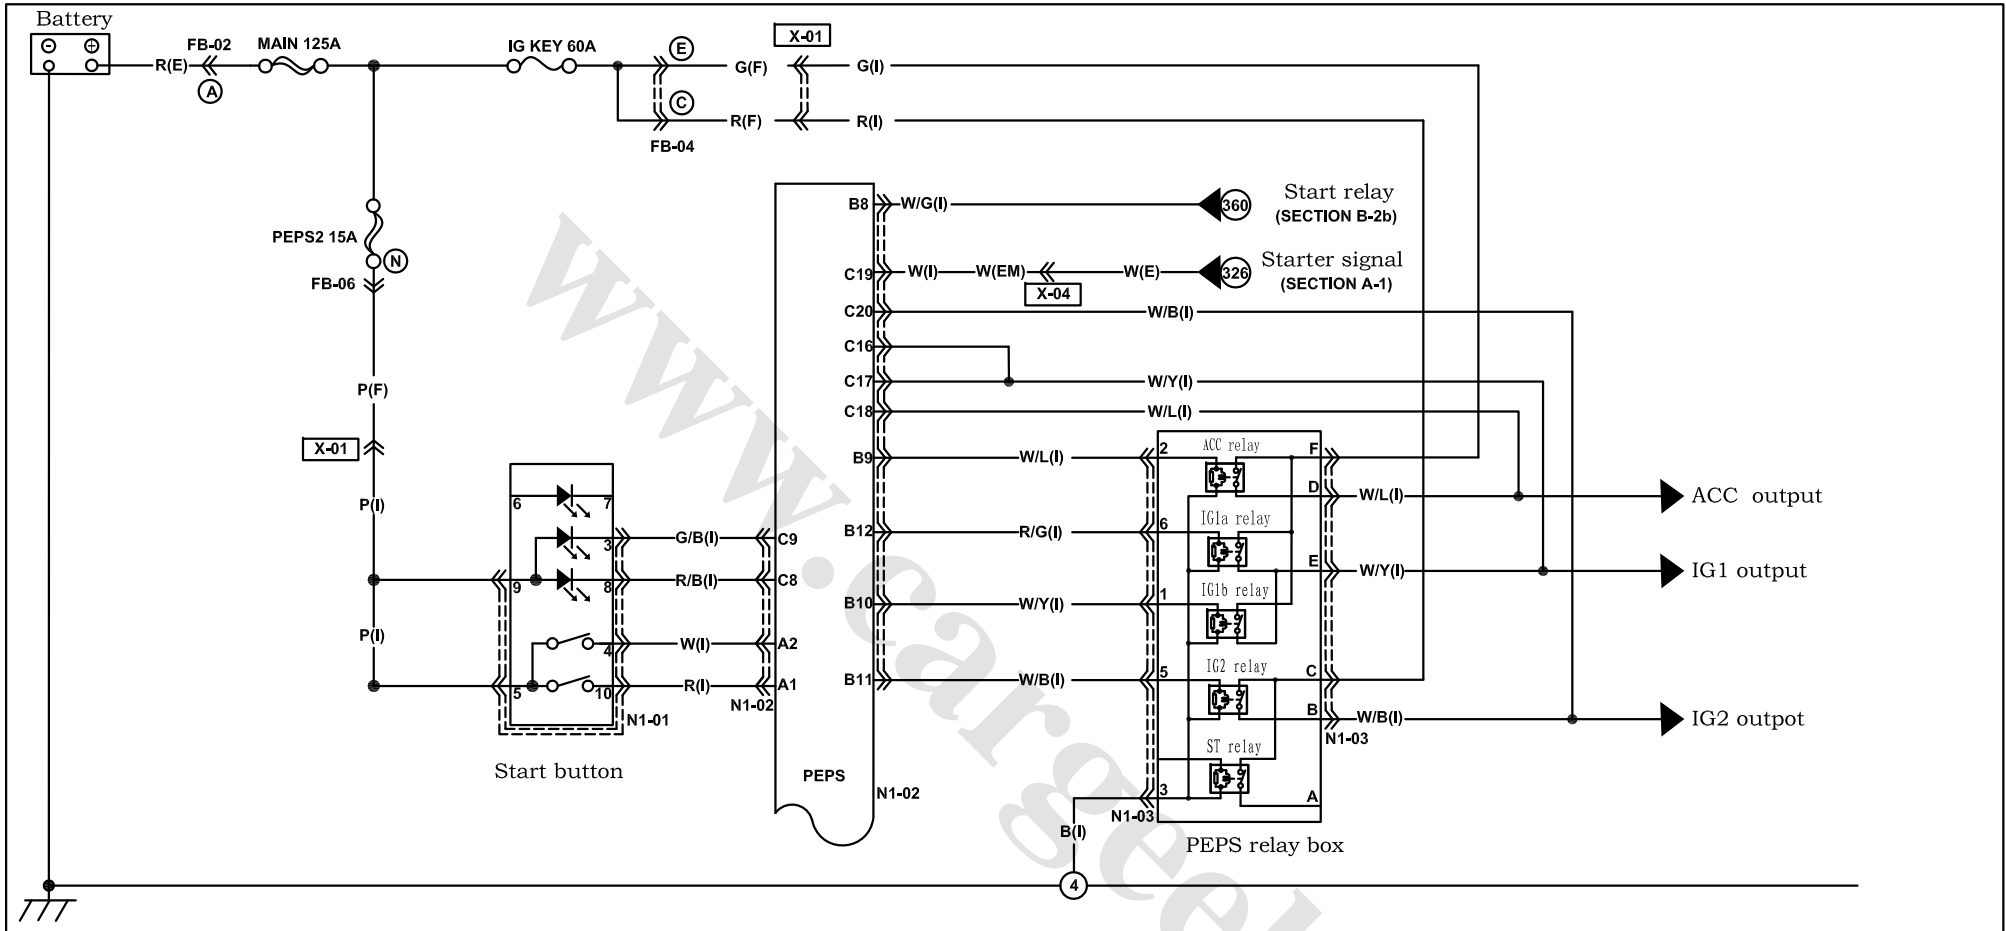 Battery
FB-02
MAIN 125A
IG KEY 60A
E
X-01
R(E)
G(F)
G(I)
A
C
R(F)
R(I)
FB-04
B8
W/G(I)
360
Start relay
(SECTION B-2b)
PEPS2 15A
N
FB-06
C19
W(I)
W(EM)
W(E)
326
Starter signal
(SECTION A-1)
X-04
C20
W/B(I)
C16
C17
W/Y(I)
C18
W/L(I)
P(F)
X-01
P(I)
B9
W/L(I)
2
ACC relay
F
D
W/L(I)
ACC output
6
7
3
G/B(I)
C9
B12
R/G(I)
6
IG1a relay
E
W/Y(I)
IG1 output
9
8
R/B(I)
C8
B10
W/Y(I)
1
IG1b relay
P(I)
4
W(I)
A2
5
10
R(I)
A1
N1-01
N1-02
B11
W/B(I)
5
IG2 relay
C
B
W/B(I)
IG2 outpot
N1-03
ST relay
Start button
PEPS
N1-02
3
A
N1-03
B(I)
PEPS relay box
4
www.cargeek